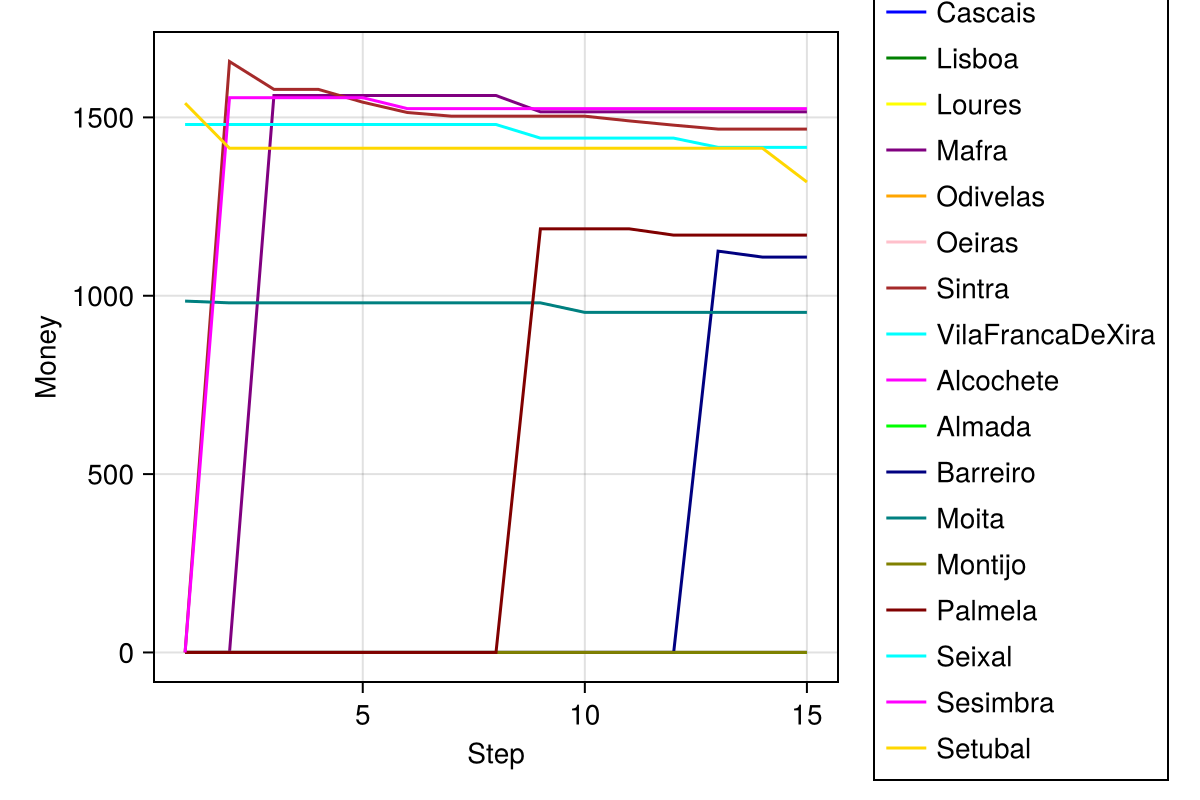 Money
1500
1000
500
0
5
10
15
Step
Cascais
Lisboa
Loures
Mafra
Odivelas
Oeiras
Sintra
VilaFrancaDeXira
Alcochete
Almada
Barreiro
Moita
Montijo
Palmela
Seixal
Sesimbra
Setubal